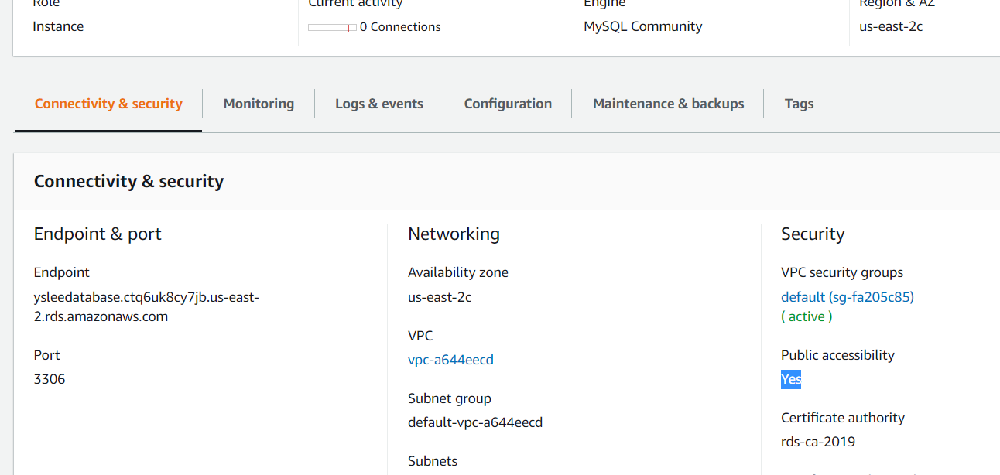 Role
Current activity
Engine
Region & AZ
Instance
0 Connections
MySQL Community
us-east-2c
Connectivity & security
Monitoring
Logs & events
Configuration
Maintenance & backups
Tags
Connectivity & security
Endpoint & port
Endpoint
ysleedatabase.ctq6uk8cy7jb.us-east-
2.rds.amazonaws.com
Port
3306
Networking
Availability zone
us-east-2c
VPC
vpc-a644eecd
Subnet group
default-vpc-a644eecd
Subnets
Security
VPC security groups
default (sg-fa205c85)
( active )
Public accessibility
Yes
Certificate authority
rds-ca-2019